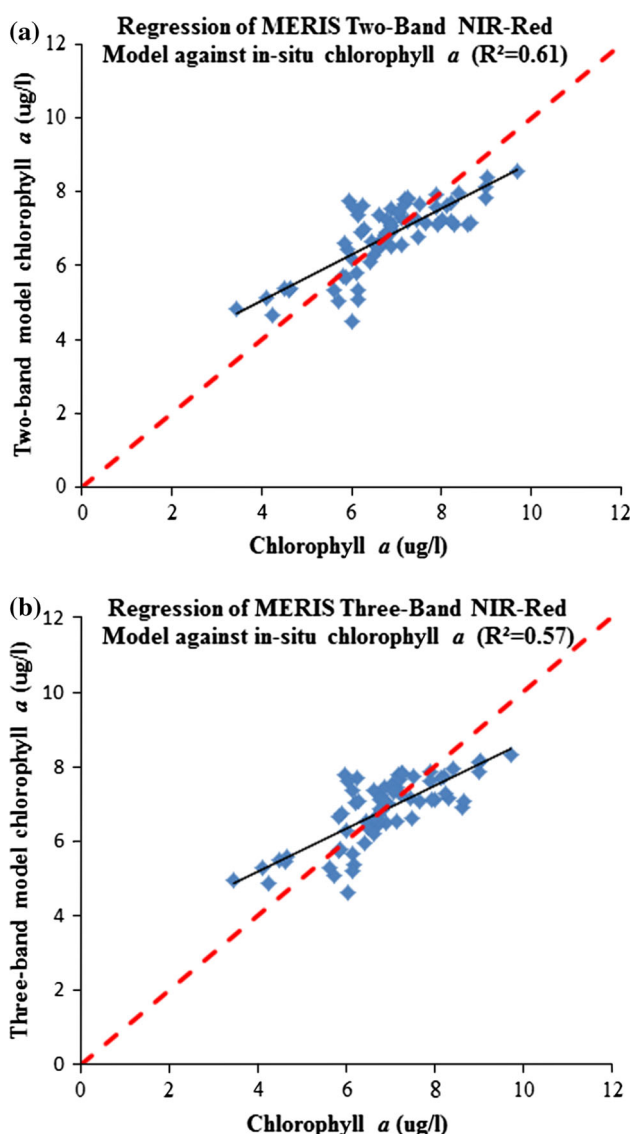 (a)
Regression of MERIS Two-Band NIR-Red
Model against in-situ chlorophyll a (R²=0.61)
Two-band model chlorophyll a (ug/l)
12
10
8
6
4
2
0
0 2 4 6 8 10 12
Chlorophyll a (ug/l)
(b)
Regression of MERIS Three-Band NIR-Red
Model against in-situ chlorophyll a (R²=0.57)
Three-band model chlorophyll a (ug/l)
12
10
8
6
4
2
0
0 2 4 6 8 10 12
Chlorophyll a (ug/l)